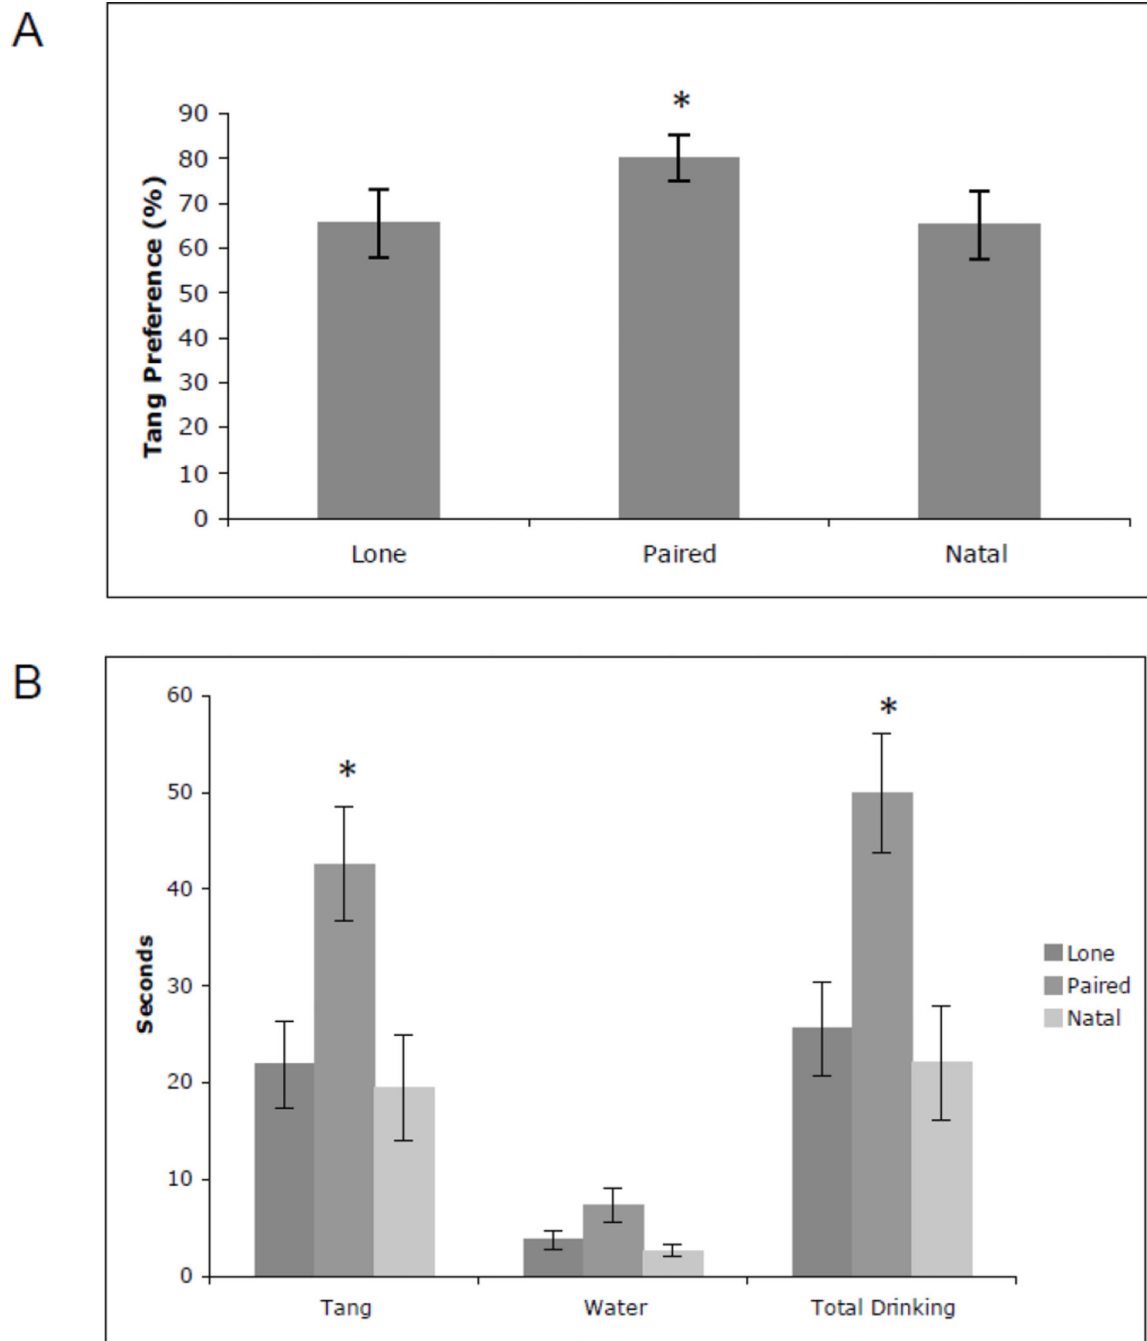 A
Tang Preference (%)
90
80
70
60
50
40
30
20
10
0
*
Lone Paired Natal
B
Seconds
60
50
40
30
20
10
0
*
*
Lone
Paired
Natal
Tang Water Total Drinking